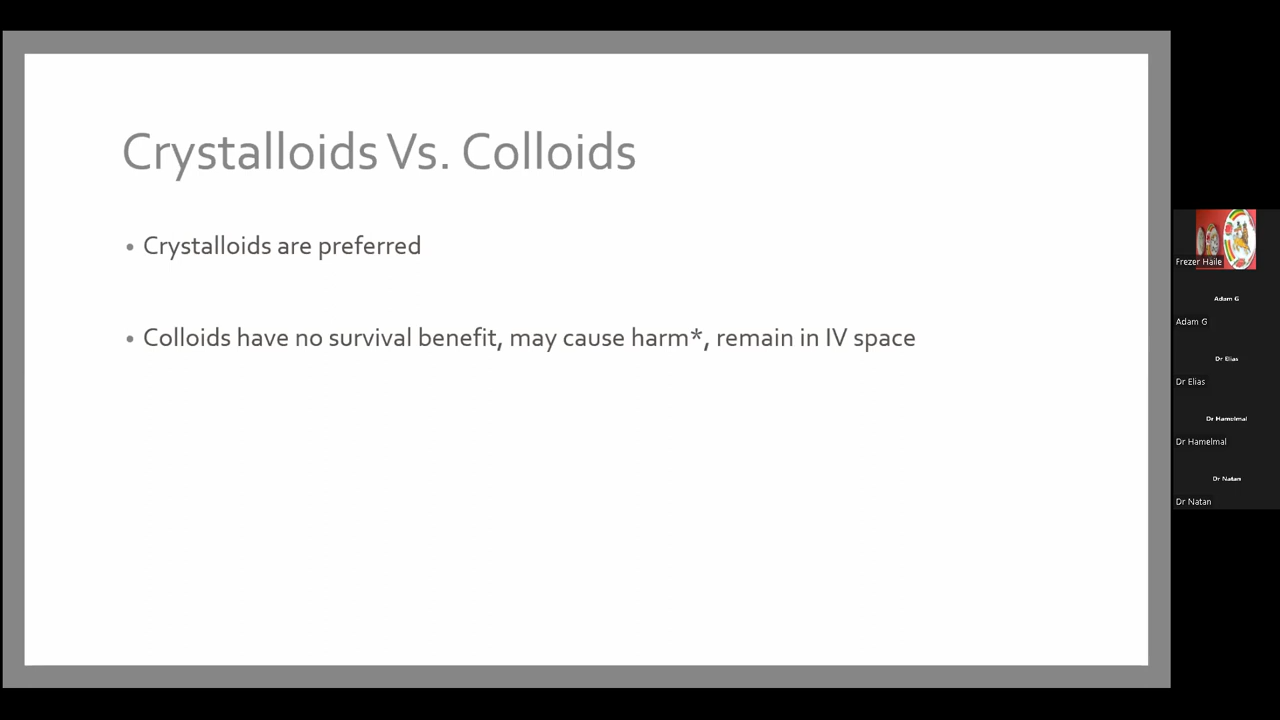 Crystalloids Vs. Colloids
• Crystalloids are preferred
• Colloids have no survival benefit, may cause harm*, remain in IV space
Frezer Haile
Adam G
Adam G
Dr Elias
Dr Elias
Dr Hamelmal
Dr Hamelmal
Dr Natan
Dr Natan